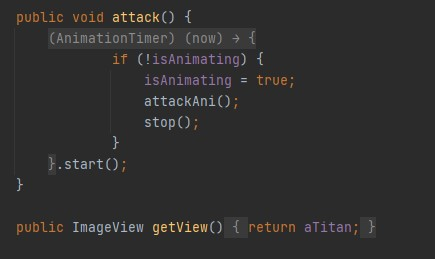 public void attack() {
(AnimationTimer) (now) → {
if (!isAnimating) {
isAnimating = true;
attackAni();
stop();
}
}.start();
}
public ImageView getView() { return aTitan; }